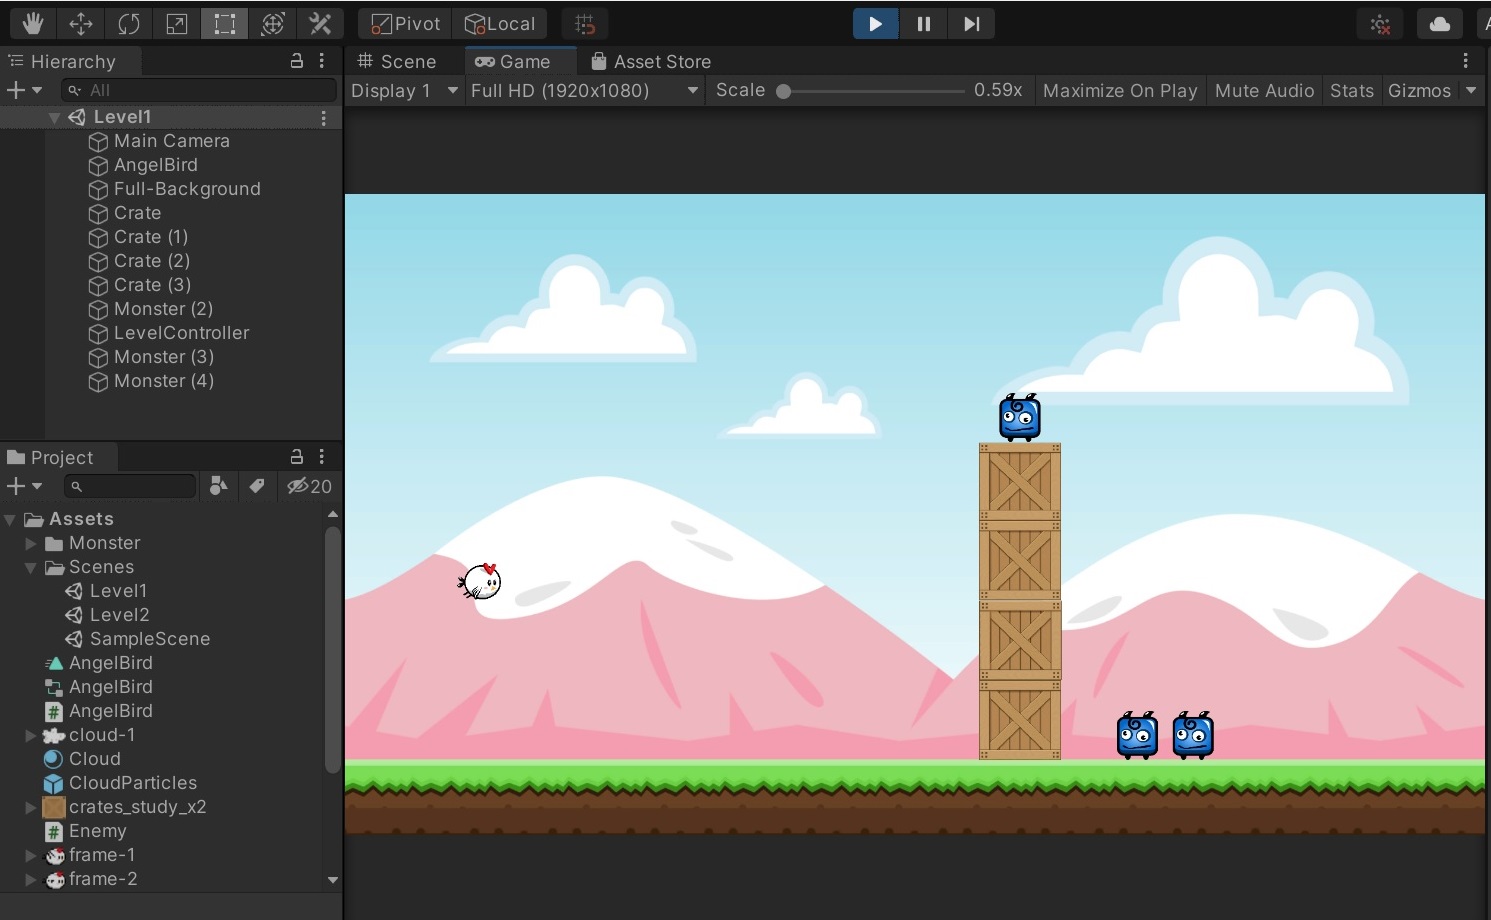 Pivot Local
Hierarchy
All
Level1
Main Camera
AngelBird
Full-Background
Crate
Crate (1)
Crate (2)
Crate (3)
Monster (2)
LevelController
Monster (3)
Monster (4)
Project
20
Assets
Monster
Scenes
Level1
Level2
SampleScene
AngelBird
AngelBird
AngelBird
cloud-1
Cloud
CloudParticles
crates_study_x2
Enemy
frame-1
frame-2
Scene Game Asset Store
Display 1 Full HD (1920x1080) Scale 0.59x Maximize On Play Mute Audio Stats Gizmos